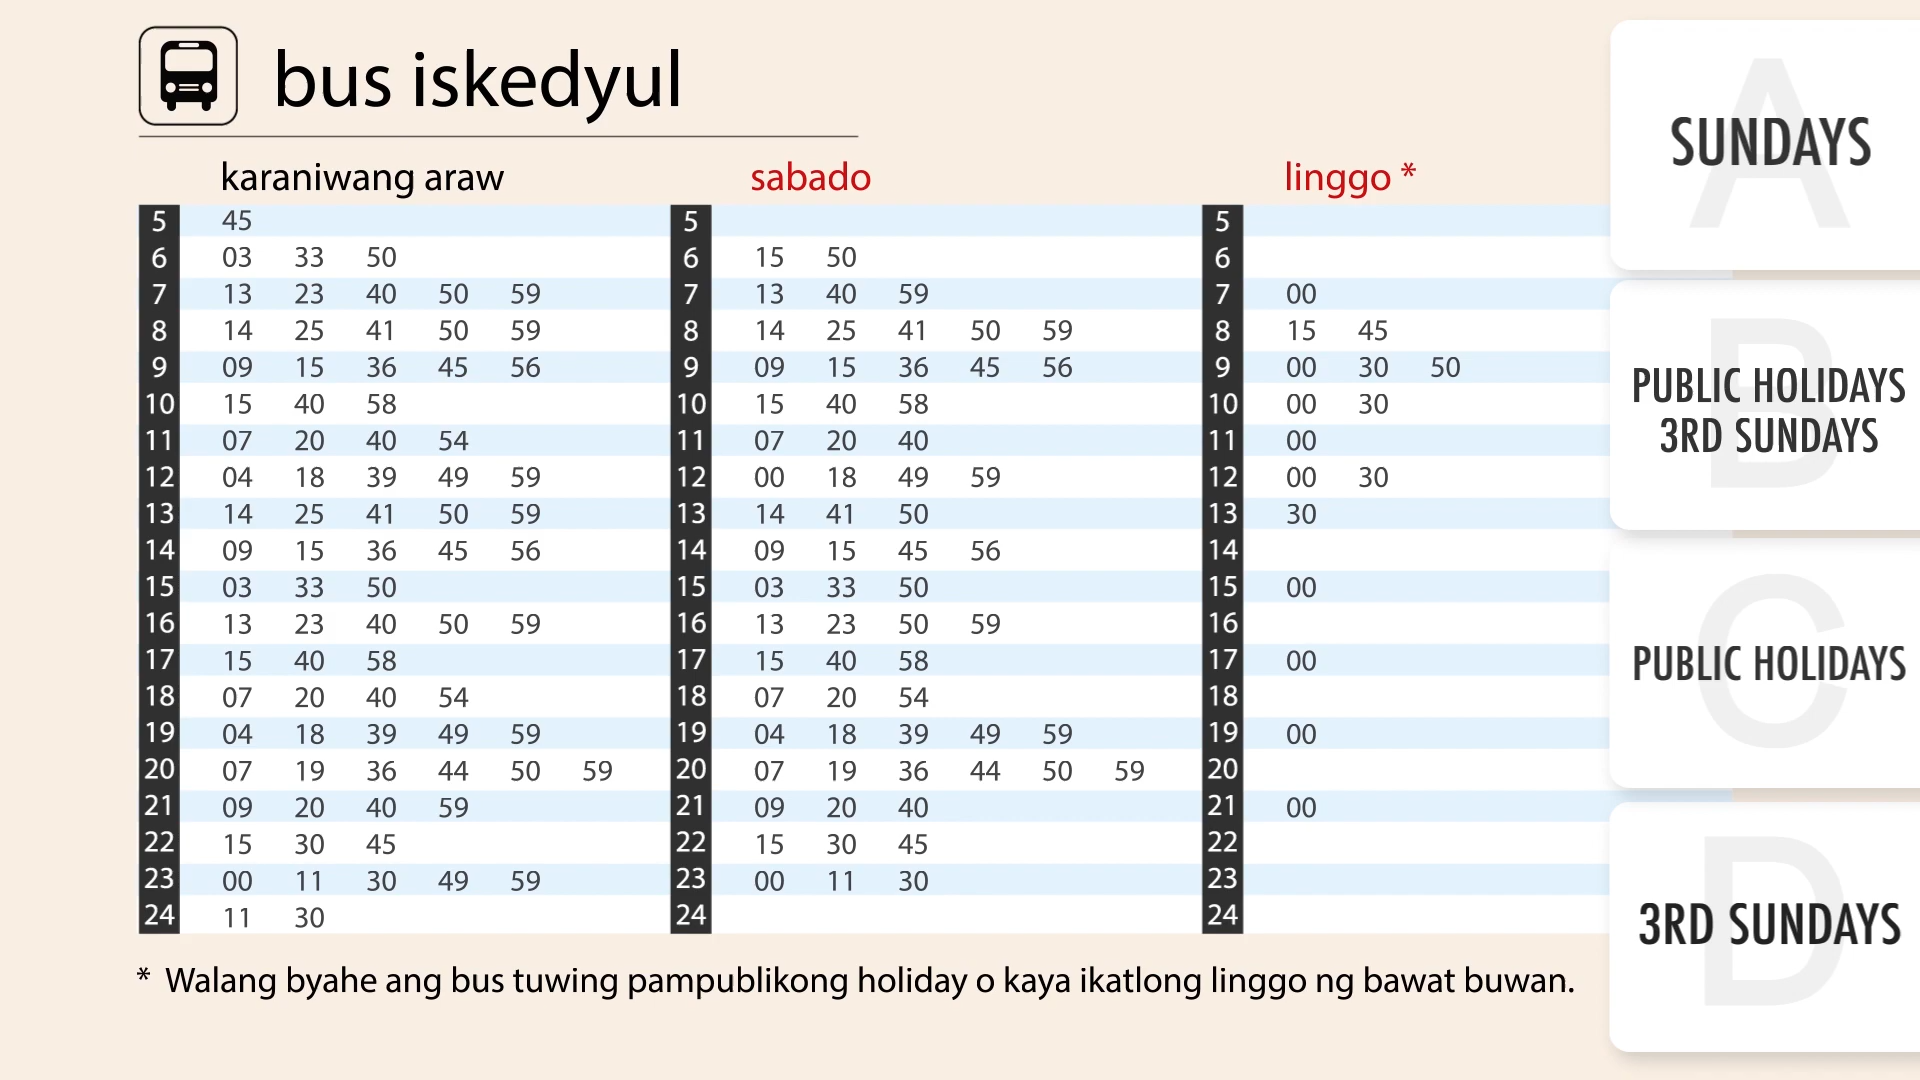 bus iskedyul
karaniwang araw sabado linggo *
5 45 5 5
6 03 33 50 6 15 50 6
7 13 23 40 50 59 7 13 40 59 7 00
8 14 25 41 50 59 8 14 25 41 50 59 8 15 45
9 09 15 36 45 56 9 09 15 36 45 56 9 00 30 50
10 15 40 58 10 15 40 58 10 00 30
11 07 20 40 54 11 07 20 40 11 00
12 04 18 39 49 59 12 00 18 49 59 12 00 30
13 14 25 41 50 59 13 14 41 50 13 30
14 09 15 36 45 56 14 09 15 45 56 14
15 03 33 50 15 03 33 50 15 00
16 13 23 40 50 59 16 13 23 50 59 16
17 15 40 58 17 15 40 58 17 00
18 07 20 40 54 18 07 20 54 18
19 04 18 39 49 59 19 04 18 39 49 59 19 00
20 07 19 36 44 50 59 20 07 19 36 44 50 59 20
21 09 20 40 59 21 09 20 40 21 00
22 15 30 45 22 15 30 45 22
23 00 11 30 49 59 23 00 11 30 23
24 11 30 24 24
* Walang byahe ang bus tuwing pampublikong holiday o kaya ikatlong linggo ng bawat buwan.
A
SUNDAYS
B
PUBLIC HOLIDAYS
3RD SUNDAYS
C
PUBLIC HOLIDAYS
D
3RD SUNDAYS